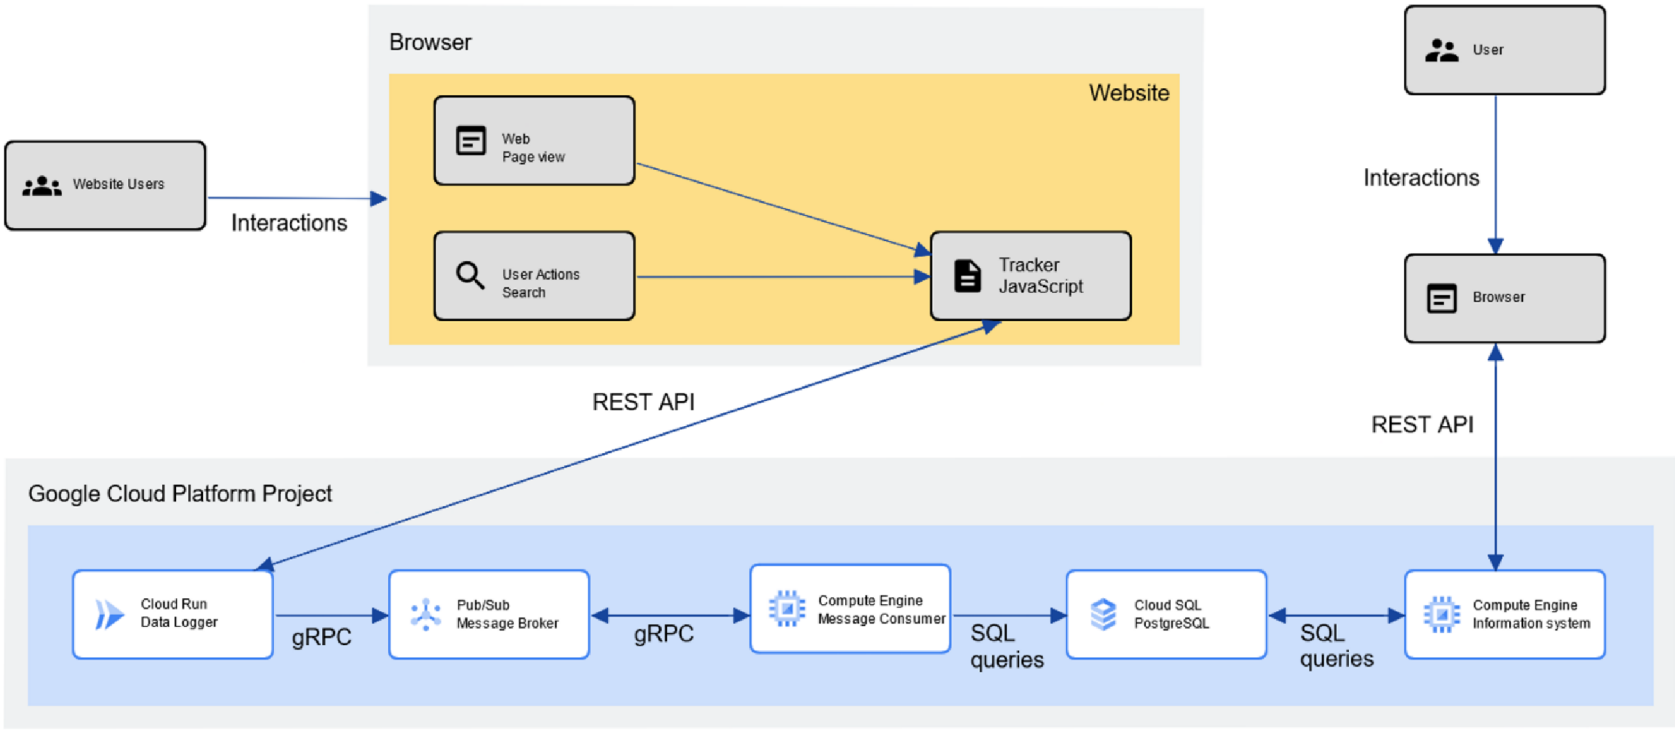 Browser
Website
User
Web
Page view
Website Users
Interactions
Interactions
User Actions
Search
Tracker
JavaScript
Browser
REST API
REST API
Google Cloud Platform Project
Cloud Run
Data Logger
gRPC
Pub/Sub
Message Broker
gRPC
Compute Engine
Message Consumer
SQL
queries
Cloud SQL
PostgreSQL
SQL
queries
Compute Engine
Information system